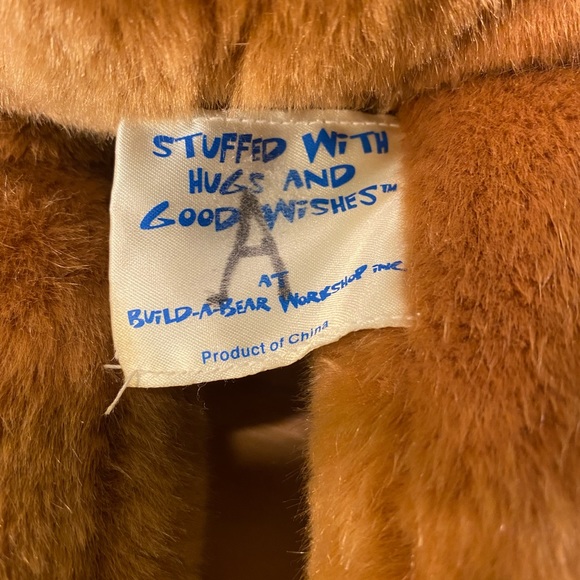 STUFFED WITH
HUGS AND
GOOD WISHES™
A
AT
BUILD-A-BEAR WORKSHOP INC.
Product of China